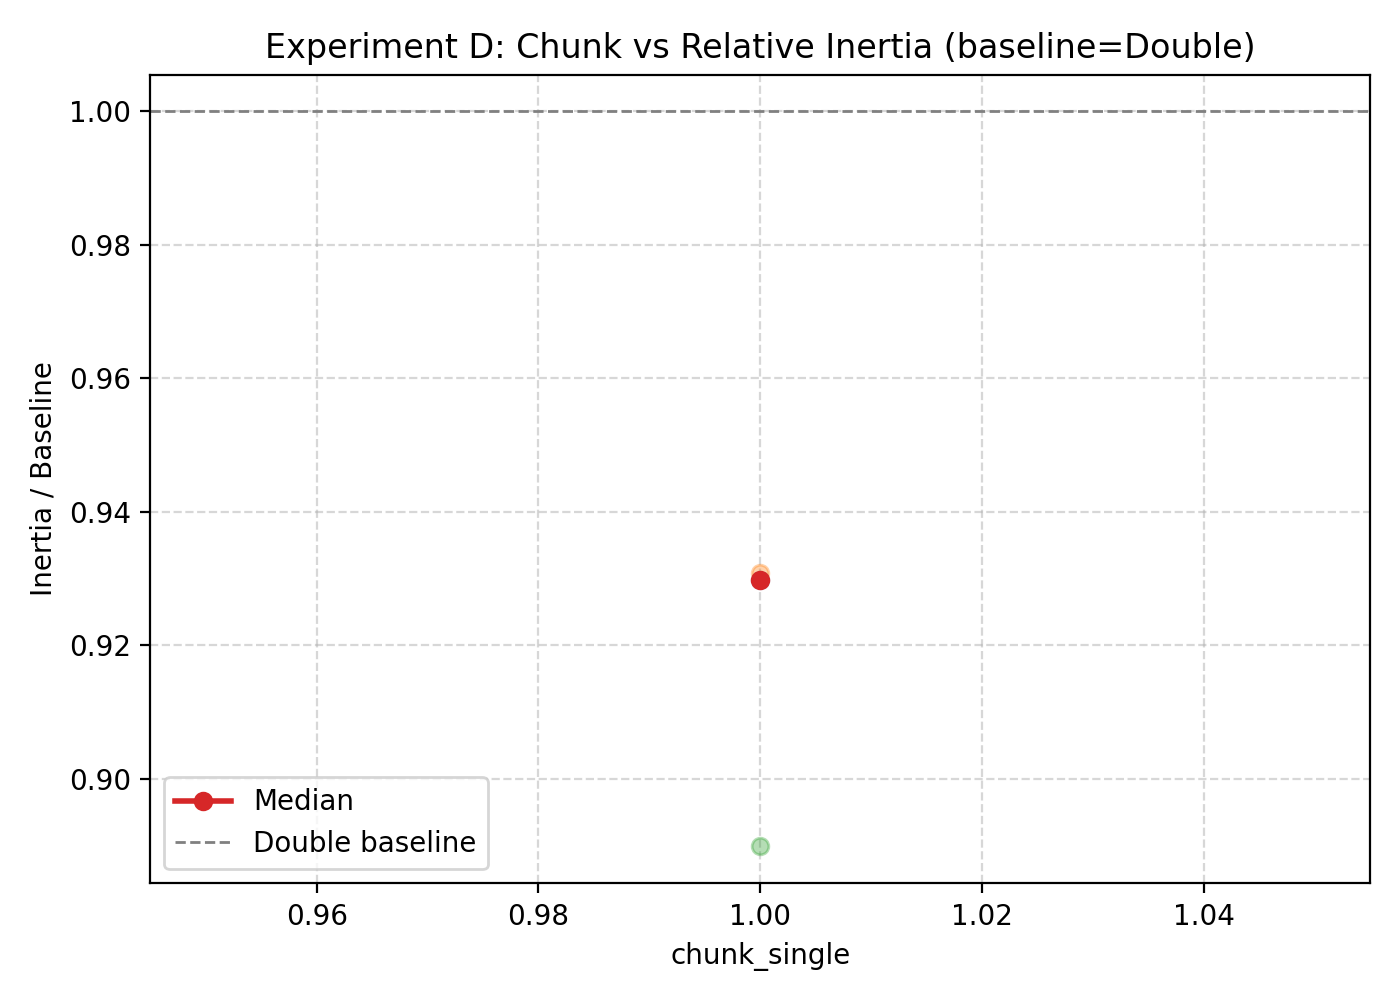 Experiment D: Chunk vs Relative Inertia (baseline=Double)
Inertia / Baseline
1.00
0.98
0.96
0.94
0.92
0.90
Median
Double baseline
0.96 0.98 1.00 1.02 1.04
chunk_single